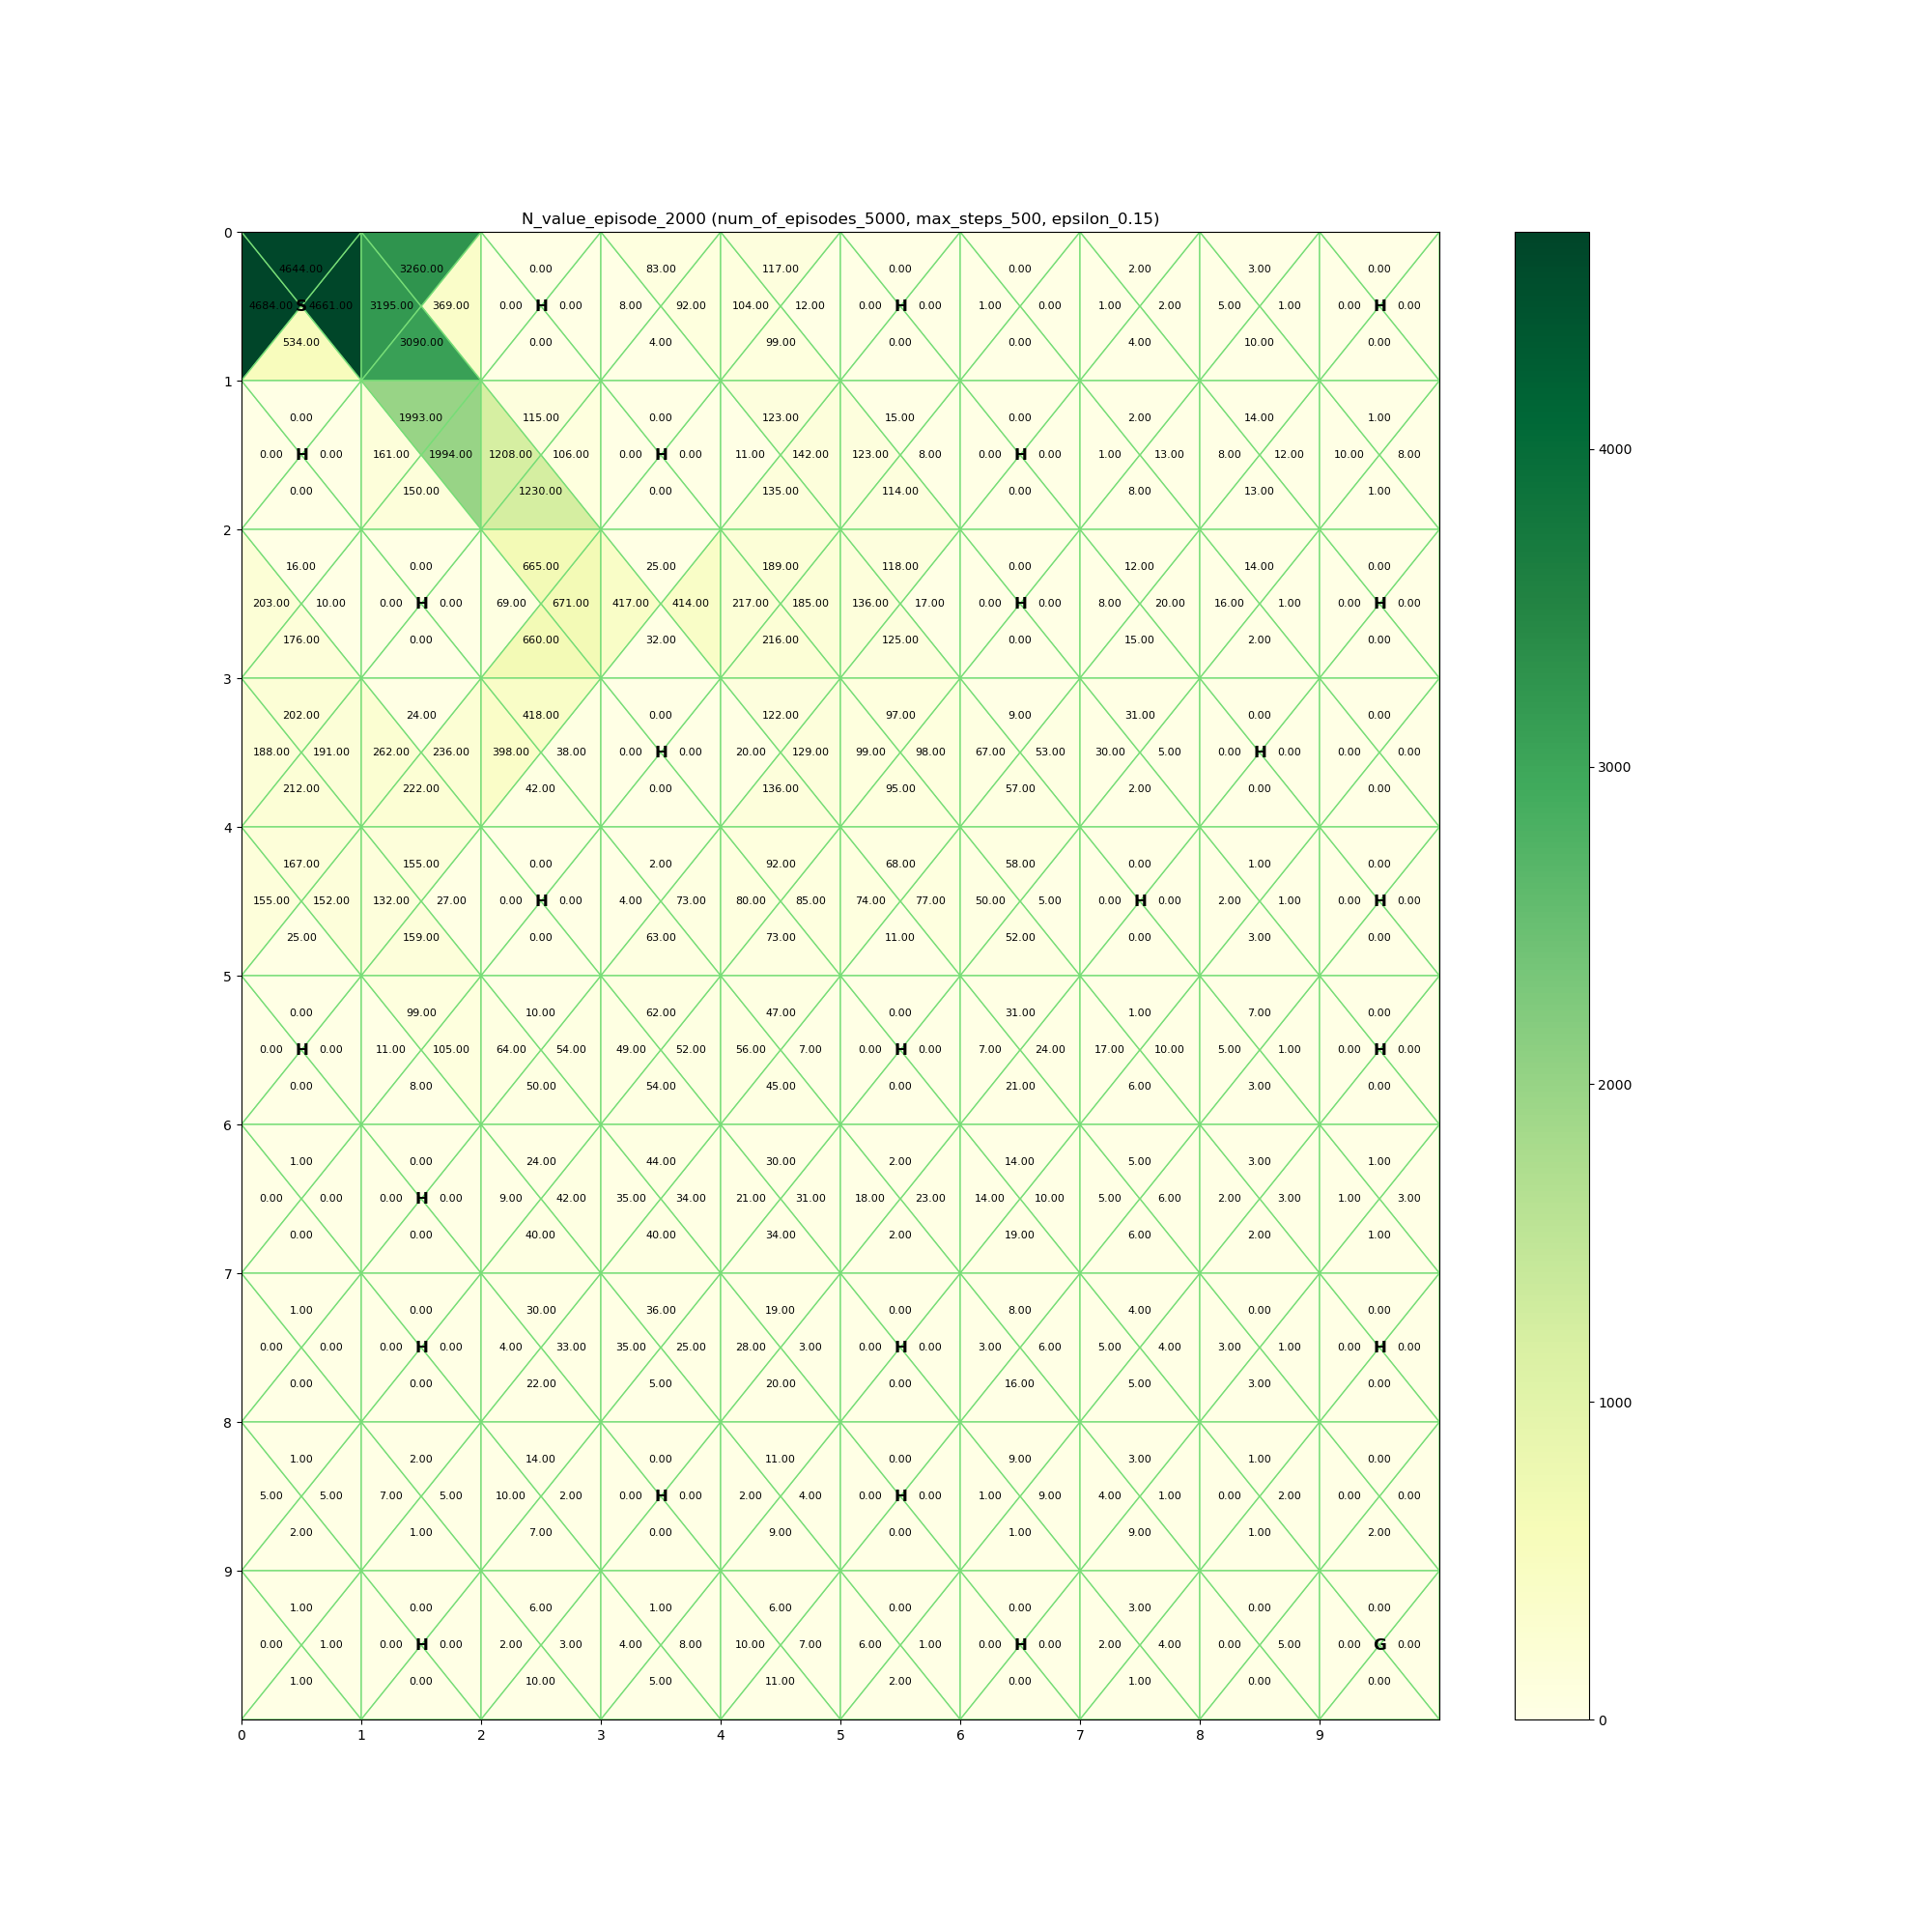 N_value_episode_2000 (num_of_episodes_5000, max_steps_500, epsilon_0.15)
0
4644.00 3260.00 0.00 83.00 117.00 0.00 0.00 2.00 3.00 0.00
4684.00 S 4661.00 3195.00 369.00 0.00 H 0.00 8.00 92.00 104.00 12.00 0.00 H 0.00 1.00 0.00 1.00 2.00 5.00 1.00 0.00 H 0.00
534.00 3090.00 0.00 4.00 99.00 0.00 0.00 4.00 10.00 0.00
1
0.00 1993.00 115.00 0.00 123.00 15.00 0.00 2.00 14.00 1.00
0.00 H 0.00 161.00 1994.00 1208.00 106.00 0.00 H 0.00 11.00 142.00 123.00 8.00 0.00 H 0.00 1.00 13.00 8.00 12.00 10.00 8.00
4000
0.00 150.00 1230.00 0.00 135.00 114.00 0.00 8.00 13.00 1.00
2
16.00 0.00 665.00 25.00 189.00 118.00 0.00 12.00 14.00 0.00
203.00 10.00 0.00 H 0.00 69.00 671.00 417.00 414.00 217.00 185.00 136.00 17.00 0.00 H 0.00 8.00 20.00 16.00 1.00 0.00 H 0.00
176.00 0.00 660.00 32.00 216.00 125.00 0.00 15.00 2.00 0.00
3
202.00 24.00 418.00 0.00 122.00 97.00 9.00 31.00 0.00 0.00
188.00 191.00 262.00 236.00 398.00 38.00 0.00 H 0.00 20.00 129.00 99.00 98.00 67.00 53.00 30.00 5.00 0.00 H 0.00 0.00 0.00
3000
212.00 222.00 42.00 0.00 136.00 95.00 57.00 2.00 0.00 0.00
4
167.00 155.00 0.00 2.00 92.00 68.00 58.00 0.00 1.00 0.00
155.00 152.00 132.00 27.00 0.00 H 0.00 4.00 73.00 80.00 85.00 74.00 77.00 50.00 5.00 0.00 H 0.00 2.00 1.00 0.00 H 0.00
25.00 159.00 0.00 63.00 73.00 11.00 52.00 0.00 3.00 0.00
5
0.00 99.00 10.00 62.00 47.00 0.00 31.00 1.00 7.00 0.00
0.00 H 0.00 11.00 105.00 64.00 54.00 49.00 52.00 56.00 7.00 0.00 H 0.00 7.00 24.00 17.00 10.00 5.00 1.00 0.00 H 0.00
2000
0.00 8.00 50.00 54.00 45.00 0.00 21.00 6.00 3.00 0.00
6
1.00 0.00 24.00 44.00 30.00 2.00 14.00 5.00 3.00 1.00
0.00 0.00 0.00 H 0.00 9.00 42.00 35.00 34.00 21.00 31.00 18.00 23.00 14.00 10.00 5.00 6.00 2.00 3.00 1.00 3.00
0.00 0.00 40.00 40.00 34.00 2.00 19.00 6.00 2.00 1.00
7
1.00 0.00 30.00 36.00 19.00 0.00 8.00 4.00 0.00 0.00
0.00 0.00 0.00 H 0.00 4.00 33.00 35.00 25.00 28.00 3.00 0.00 H 0.00 3.00 6.00 5.00 4.00 3.00 1.00 0.00 H 0.00
0.00 0.00 22.00 5.00 20.00 0.00 16.00 5.00 3.00 0.00
1000
8
1.00 2.00 14.00 0.00 11.00 0.00 9.00 3.00 1.00 0.00
5.00 5.00 7.00 5.00 10.00 2.00 0.00 H 0.00 2.00 4.00 0.00 H 0.00 1.00 9.00 4.00 1.00 0.00 2.00 0.00 0.00
2.00 1.00 7.00 0.00 9.00 0.00 1.00 9.00 1.00 2.00
9
1.00 0.00 6.00 1.00 6.00 0.00 0.00 3.00 0.00 0.00
0.00 1.00 0.00 H 0.00 2.00 3.00 4.00 8.00 10.00 7.00 6.00 1.00 0.00 H 0.00 2.00 4.00 0.00 5.00 0.00 G 0.00
1.00 0.00 10.00 5.00 11.00 2.00 0.00 1.00 0.00 0.00
0
0 1 2 3 4 5 6 7 8 9